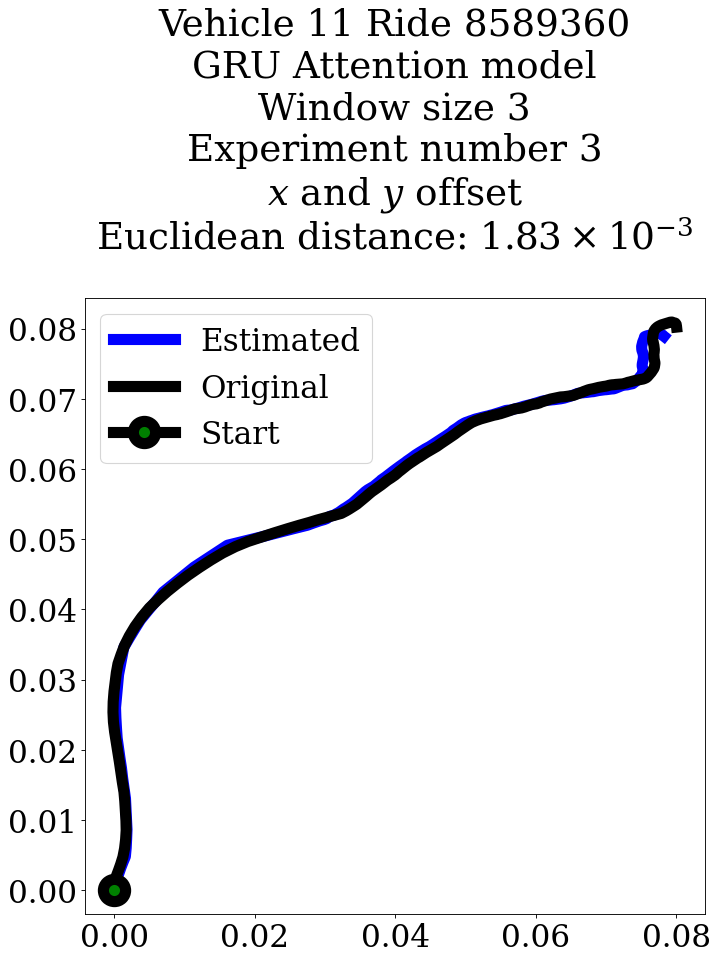 Vehicle 11 Ride 8589360
GRU Attention model
Window size 3
Experiment number 3
x and y offset
Euclidean distance: 1.83 × 10⁻³
Estimated
Original
Start
0.08
0.07
0.06
0.05
0.04
0.03
0.02
0.01
0.00
0.00 0.02 0.04 0.06 0.08